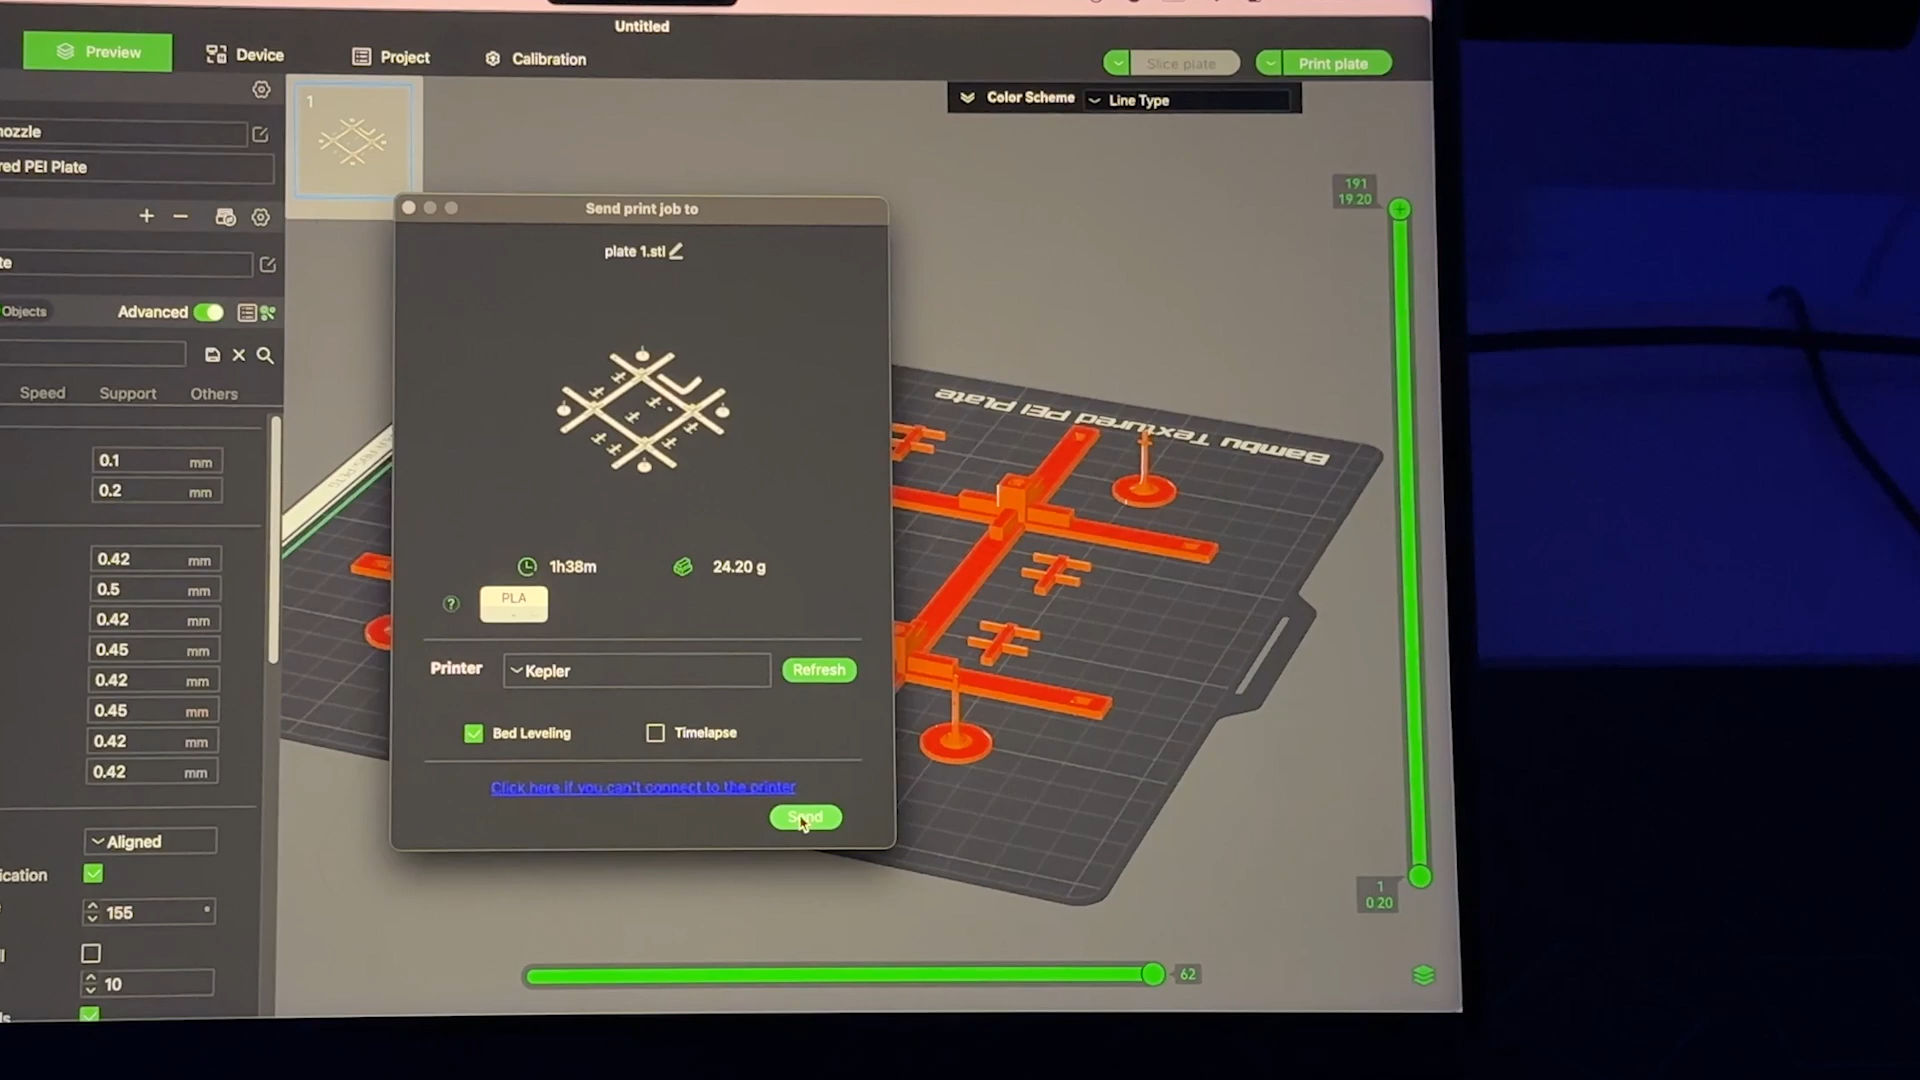 Untitled
Preview
Device
Project
Calibration
Slice plate
Print plate
1
Color Scheme
Line Type
nozzle
red PEI Plate
191
19.20
Send print job to
plate 1.stl
te
Objects
Advanced
Speed
Support
Others
Bambu Textured PEI Plate
0.1 mm
0.2 mm
0.42 mm
0.5 mm
0.42 mm
0.45 mm
0.42 mm
0.45 mm
0.42 mm
0.42 mm
1h38m
24.20 g
?
PLA
Printer
Kepler
Refresh
Bed Leveling
Timelapse
Click here if you can't connect to the printer
Send
Aligned
ication
155 °
10
1
0.20
62